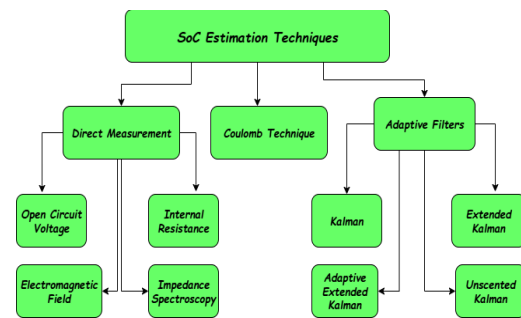 SoC Estimation Techniques
Direct Measurement
Coulomb Technique
Adaptive Filters
Open Circuit
Voltage
Internal
Resistance
Kalman
Extended
Kalman
Electromagnetic
Field
Impedance
Spectroscopy
Adaptive
Extended
Kalman
Unscented
Kalman